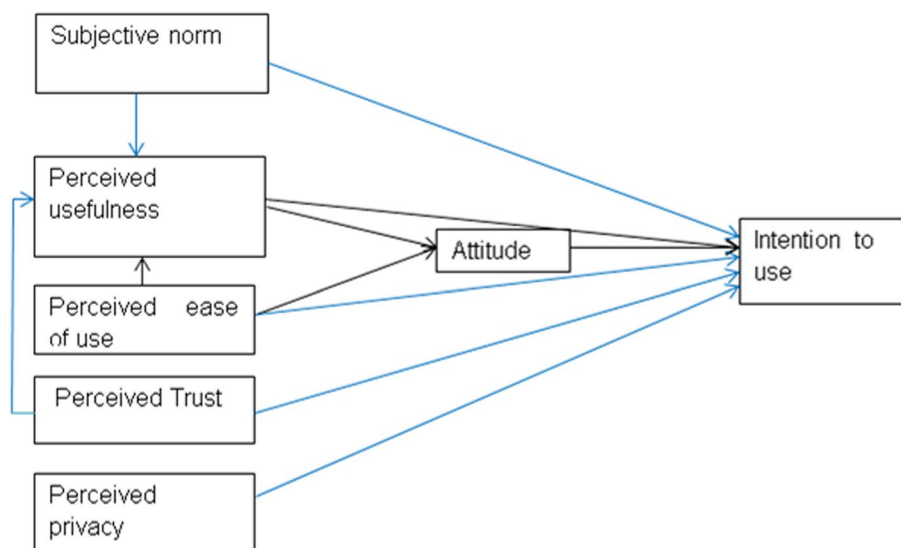 Subjective norm
Perceived
usefulness
Attitude
Intention to
use
Perceived ease
of use
Perceived Trust
Perceived
privacy